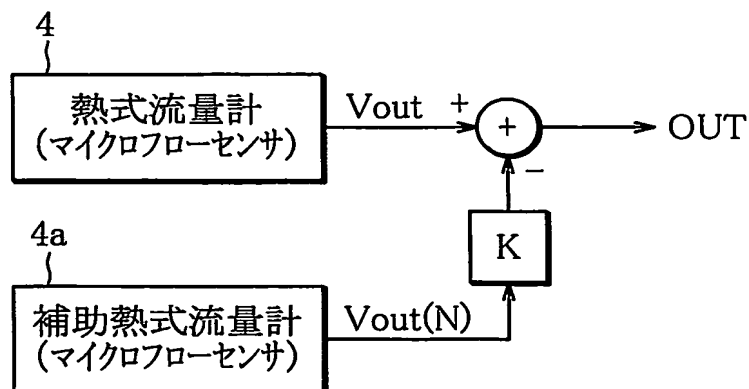 4
熱式流量計
(マイクロフローセンサ)
Vout
+
+
OUT
−
K
4a
補助熱式流量計
(マイクロフローセンサ)
Vout(N)